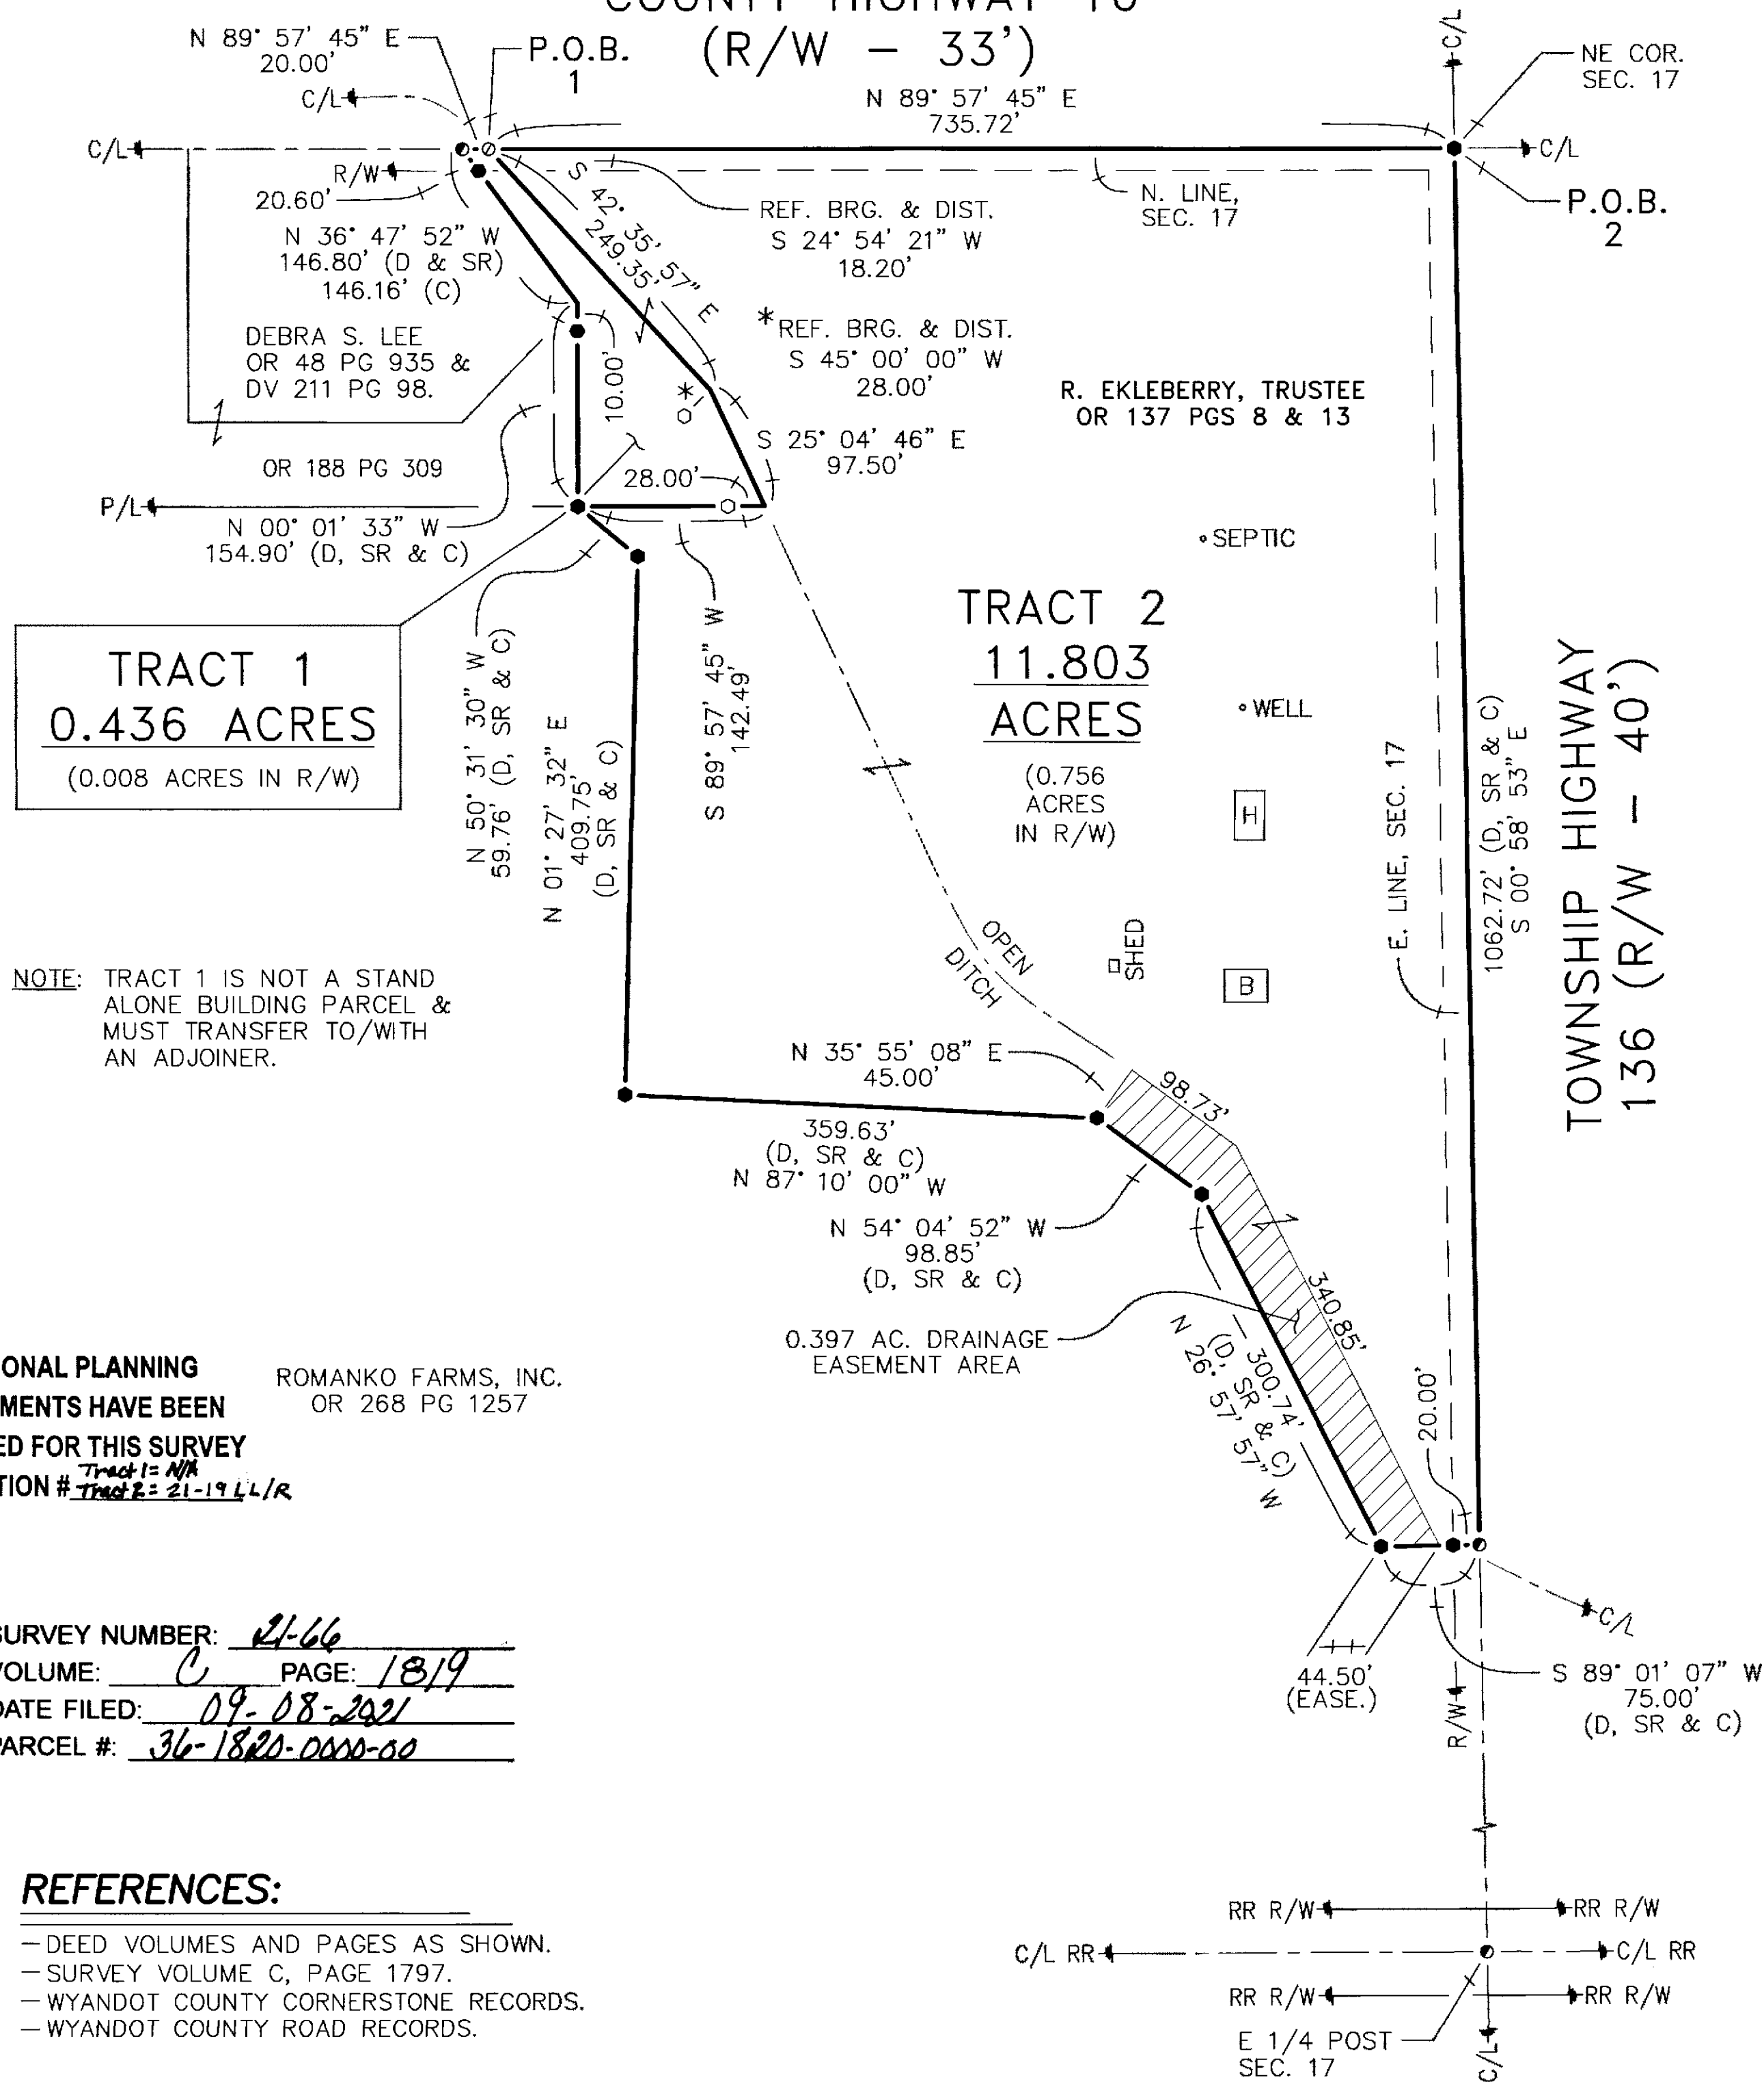 COUNTY HIGHWAY 10
(R/W - 33')
N 89° 57' 45" E
20.00'
P.O.B.
1
C/L
C/L
R/W
20.60'
N 89° 57' 45" E
735.72'
C/L
NE COR.
SEC. 17
C/L
P.O.B.
2
N. LINE,
SEC. 17
REF. BRG. & DIST.
S 24° 54' 21" W
18.20'
S 42° 35' 57" E
249.35'
N 36° 47' 52" W
146.80' (D & SR)
146.16' (C)
*REF. BRG. & DIST.
S 45° 00' 00" W
28.00'
DEBRA S. LEE
OR 48 PG 935 &
DV 211 PG 98.
10.00'
*
R. EKLEBERRY, TRUSTEE
OR 137 PGS 8 & 13
S 25° 04' 46" E
97.50'
OR 188 PG 309
28.00'
P/L
N 00° 01' 33" W
154.90' (D, SR & C)
SEPTIC
TRACT 1
0.436 ACRES
(0.008 ACRES IN R/W)
N 50° 31' 30" W
59.76' (D, SR & C)
N 01° 27' 32" E
409.75'
(D, SR & C)
S 89° 57' 45" W
142.49'
TRACT 2
11.803
ACRES
(0.756
ACRES
IN R/W)
WELL
H
E. LINE, SEC. 17
1062.72' (D, SR & C)
S 00° 58' 53" E
TOWNSHIP HIGHWAY
136 (R/W - 40')
OPEN
DITCH
SHED
B
NOTE: TRACT 1 IS NOT A STAND
ALONE BUILDING PARCEL &
MUST TRANSFER TO/WITH
AN ADJOINER.
N 35° 55' 08" E
45.00'
98.73'
359.63'
(D, SR & C)
N 87° 10' 00" W
N 54° 04' 52" W
98.85'
(D, SR & C)
0.397 AC. DRAINAGE
EASEMENT AREA
340.85'
300.74'
(D, SR & C)
N 26° 57' 57" W
20.00'
ONAL PLANNING
MENTS HAVE BEEN
ED FOR THIS SURVEY
Tract 1= N/A
TION # Tract 2= 21-19 LL/R
ROMANKO FARMS, INC.
OR 268 PG 1257
C/L
44.50'
(EASE.)
R/W
S 89° 01' 07" W
75.00'
(D, SR & C)
SURVEY NUMBER: 21-66
VOLUME: C PAGE: 1819
DATE FILED: 09-08-2021
PARCEL #: 36-1820-0000-00
REFERENCES:
- DEED VOLUMES AND PAGES AS SHOWN.
- SURVEY VOLUME C, PAGE 1797.
- WYANDOT COUNTY CORNERSTONE RECORDS.
- WYANDOT COUNTY ROAD RECORDS.
RR R/W
RR R/W
C/L RR
C/L RR
RR R/W
RR R/W
E 1/4 POST
SEC. 17
C/L